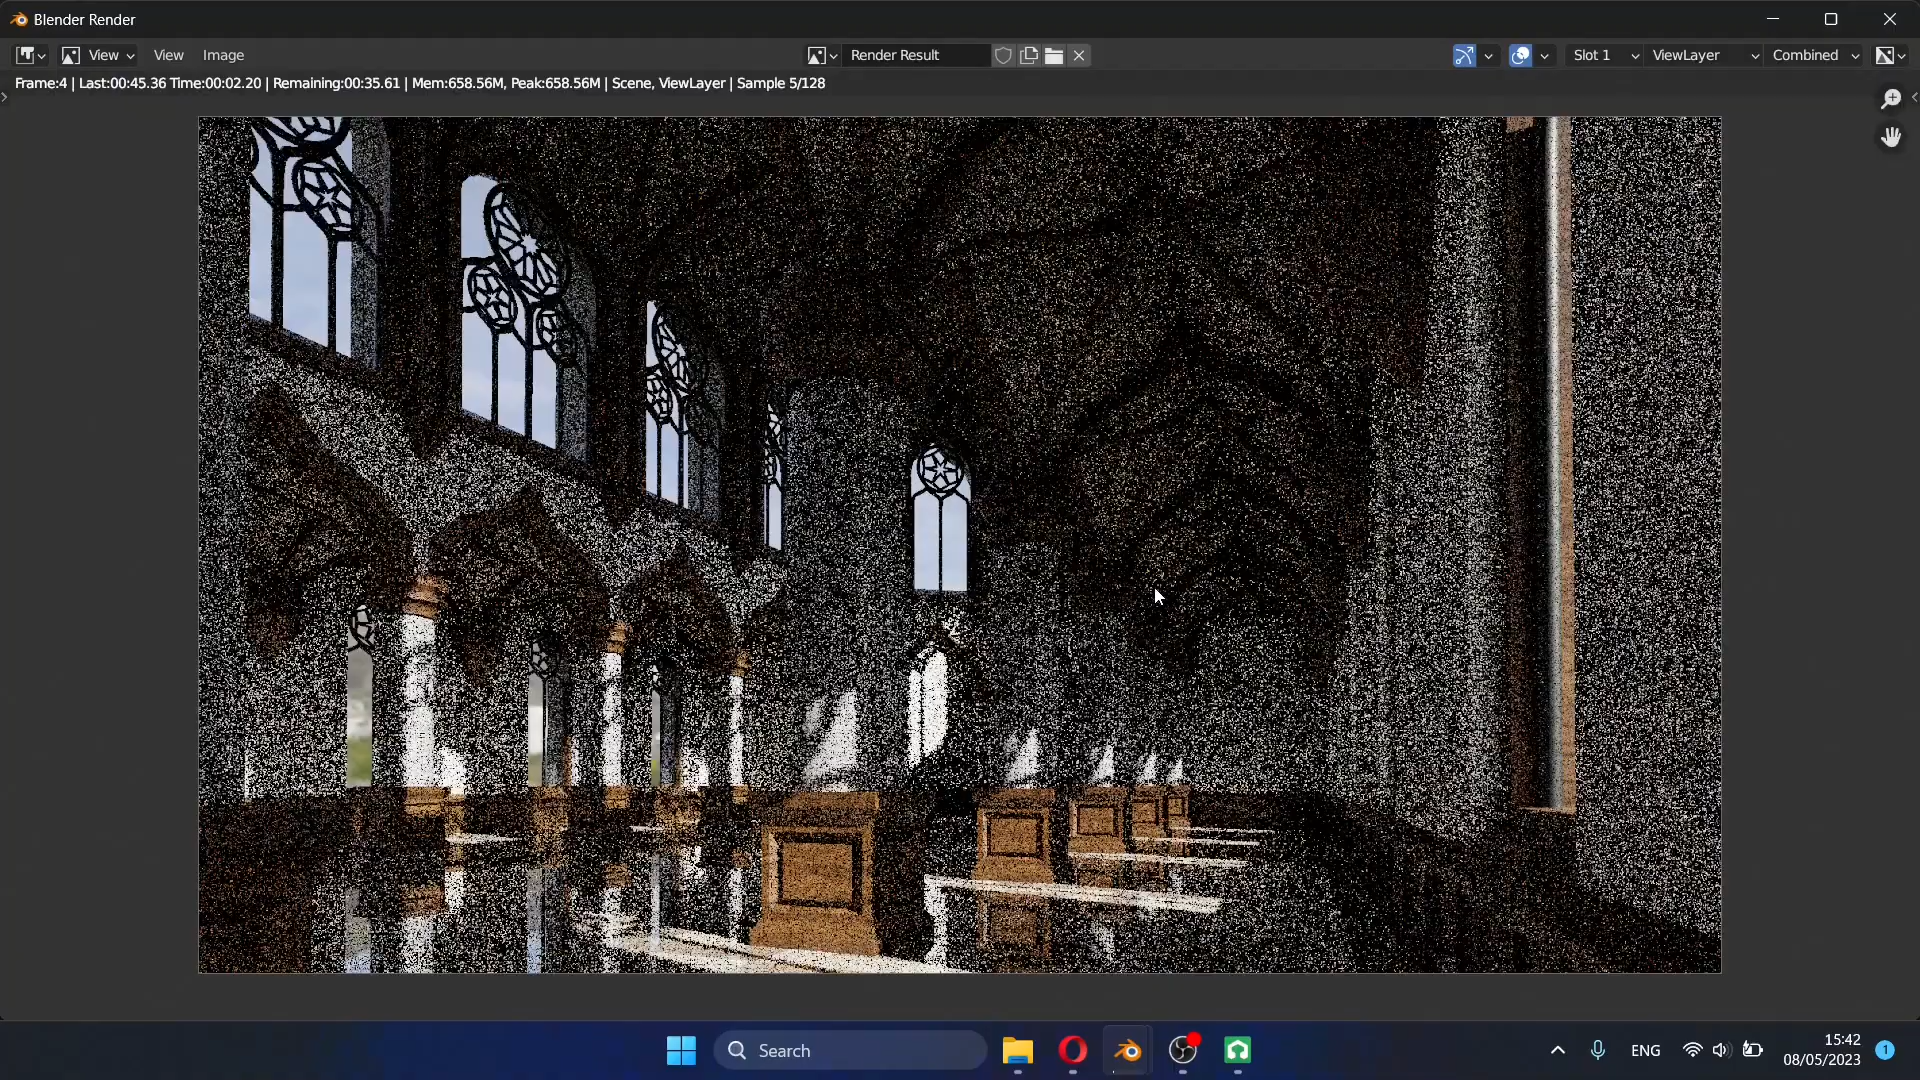 Blender Render
View View Image Render Result Slot 1 ViewLayer Combined
Frame:4 | Last:00:45.36 Time:00:02.20 | Remaining:00:35.61 | Mem:658.56M, Peak:658.56M | Scene, ViewLayer | Sample 5/128
Search ENG 15:42
08/05/2023 1